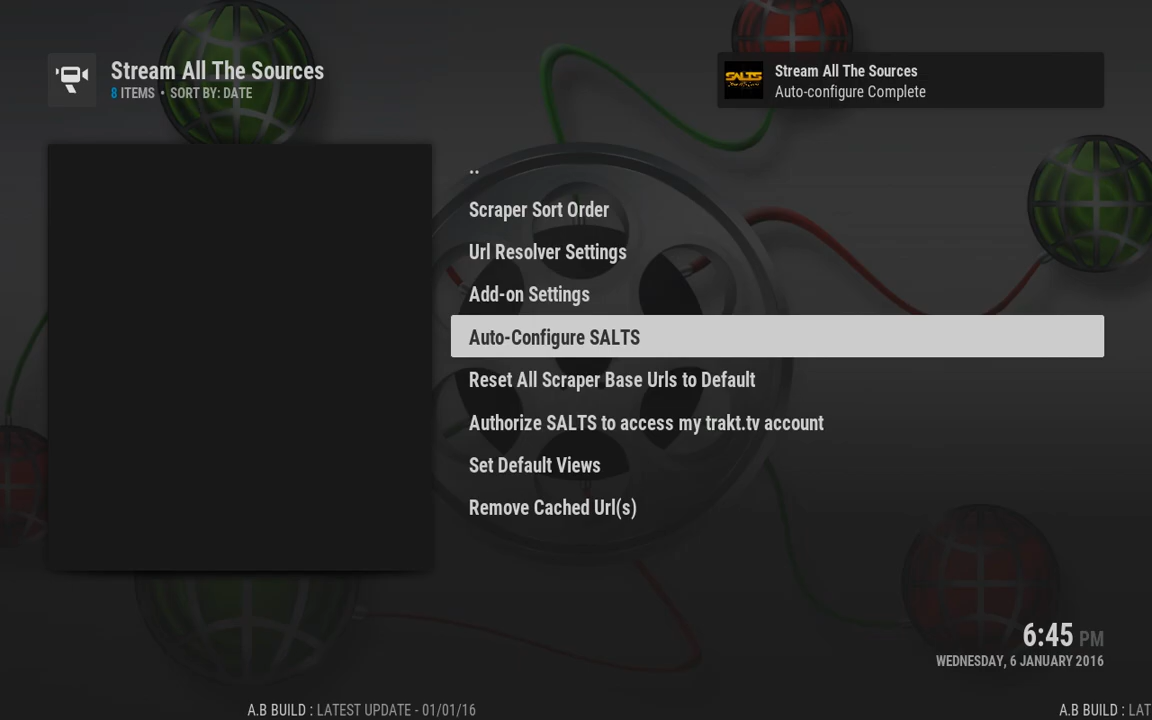 Stream All The Sources
8 ITEMS • SORT BY: DATE
SALTS
Stream All The Sources
Auto-configure Complete
..
Scraper Sort Order
Url Resolver Settings
Add-on Settings
Auto-Configure SALTS
Reset All Scraper Base Urls to Default
Authorize SALTS to access my trakt.tv account
Set Default Views
Remove Cached Url(s)
6:45 PM
WEDNESDAY, 6 JANUARY 2016
A.B BUILD : LATEST UPDATE - 01/01/16
A.B BUILD : LAT